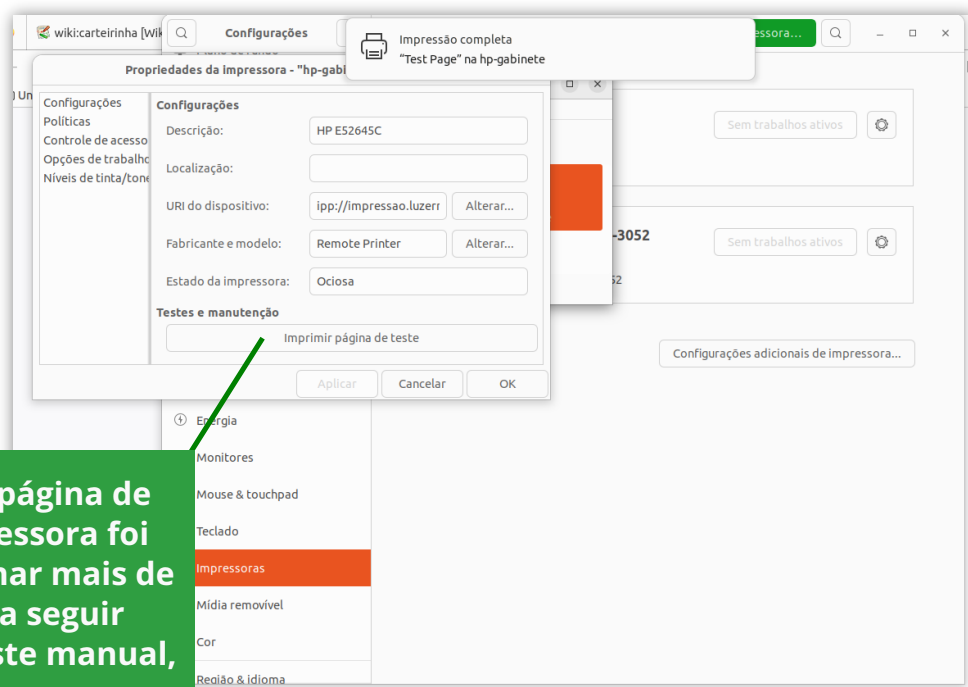 wiki:carteirinha [Wik
Configurações
Impressão completa
"Test Page" na hp-gabinete
essora...
Propriedades da impressora - "hp-gabi
Un
Configurações
Políticas
Controle de acesso
Opções de trabalho
Níveis de tinta/tone
Configurações
Descrição:
HP E52645C
Localização:
URI do dispositivo:
ipp://impressao.luzerr
Alterar...
Fabricante e modelo:
Remote Printer
Alterar...
Estado da impressora:
Ociosa
Testes e manutenção
Imprimir página de teste
Aplicar
Cancelar
OK
Sem trabalhos ativos
-3052
Sem trabalhos ativos
52
Configurações adicionais de impressora...
Energia
Monitores
Mouse & touchpad
Teclado
Impressoras
Mídia removível
Cor
Região & idioma
página de
essora foi
nar mais de
a seguir
ste manual,